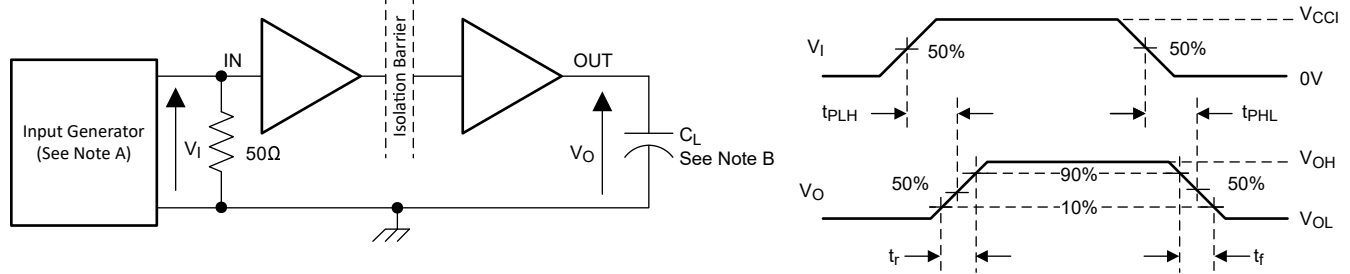 Input Generator
(See Note A)
V_I
IN
50Ω
Isolation Barrier
OUT
V_O
C_L
See Note B
V_I
50%
50%
V_CCI
0V
t_PLH
t_PHL
V_O
50%
90%
10%
50%
V_OH
V_OL
t_r
t_f